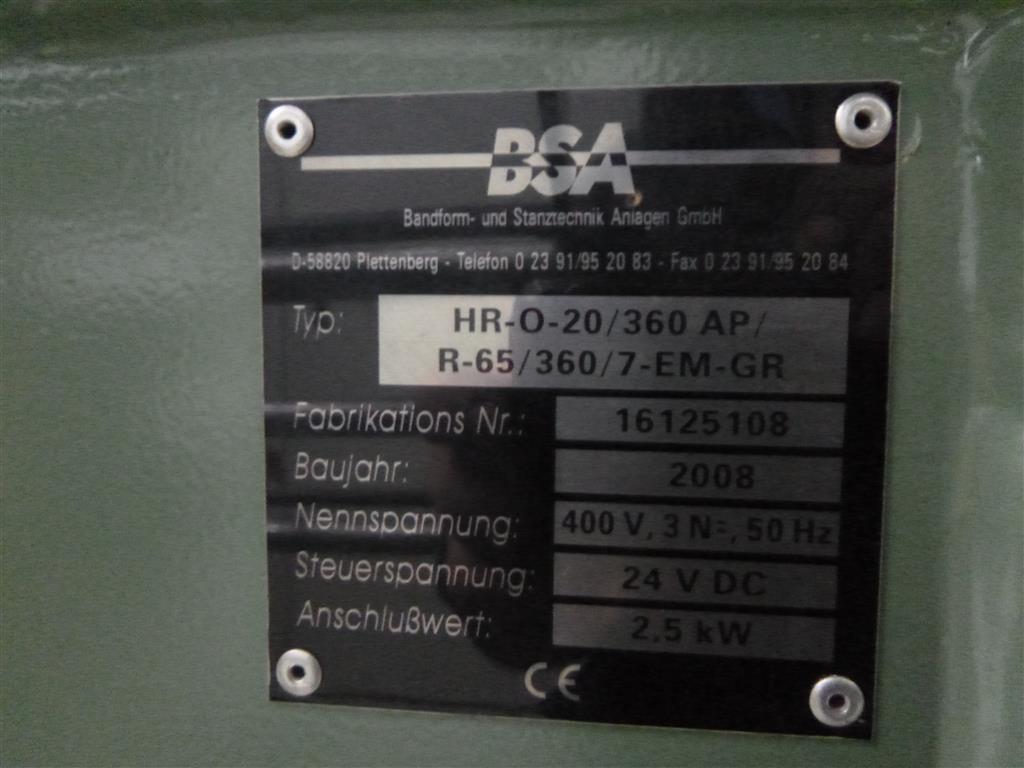 BSA
Bandform- und Stanztechnik Anlagen GmbH
D-58820 Plettenberg - Telefon 0 23 91/95 20 83 - Fax 0 23 91/95 20 84
Typ: HR-O-20/360 AP/
R-65/360/7-EM-GR
Fabrikations Nr.: 16125108
Baujahr: 2008
Nennspannung: 400 V, 3 N≂, 50 Hz
Steuerspannung: 24 V DC
Anschlußwert: 2,5 kW
CE